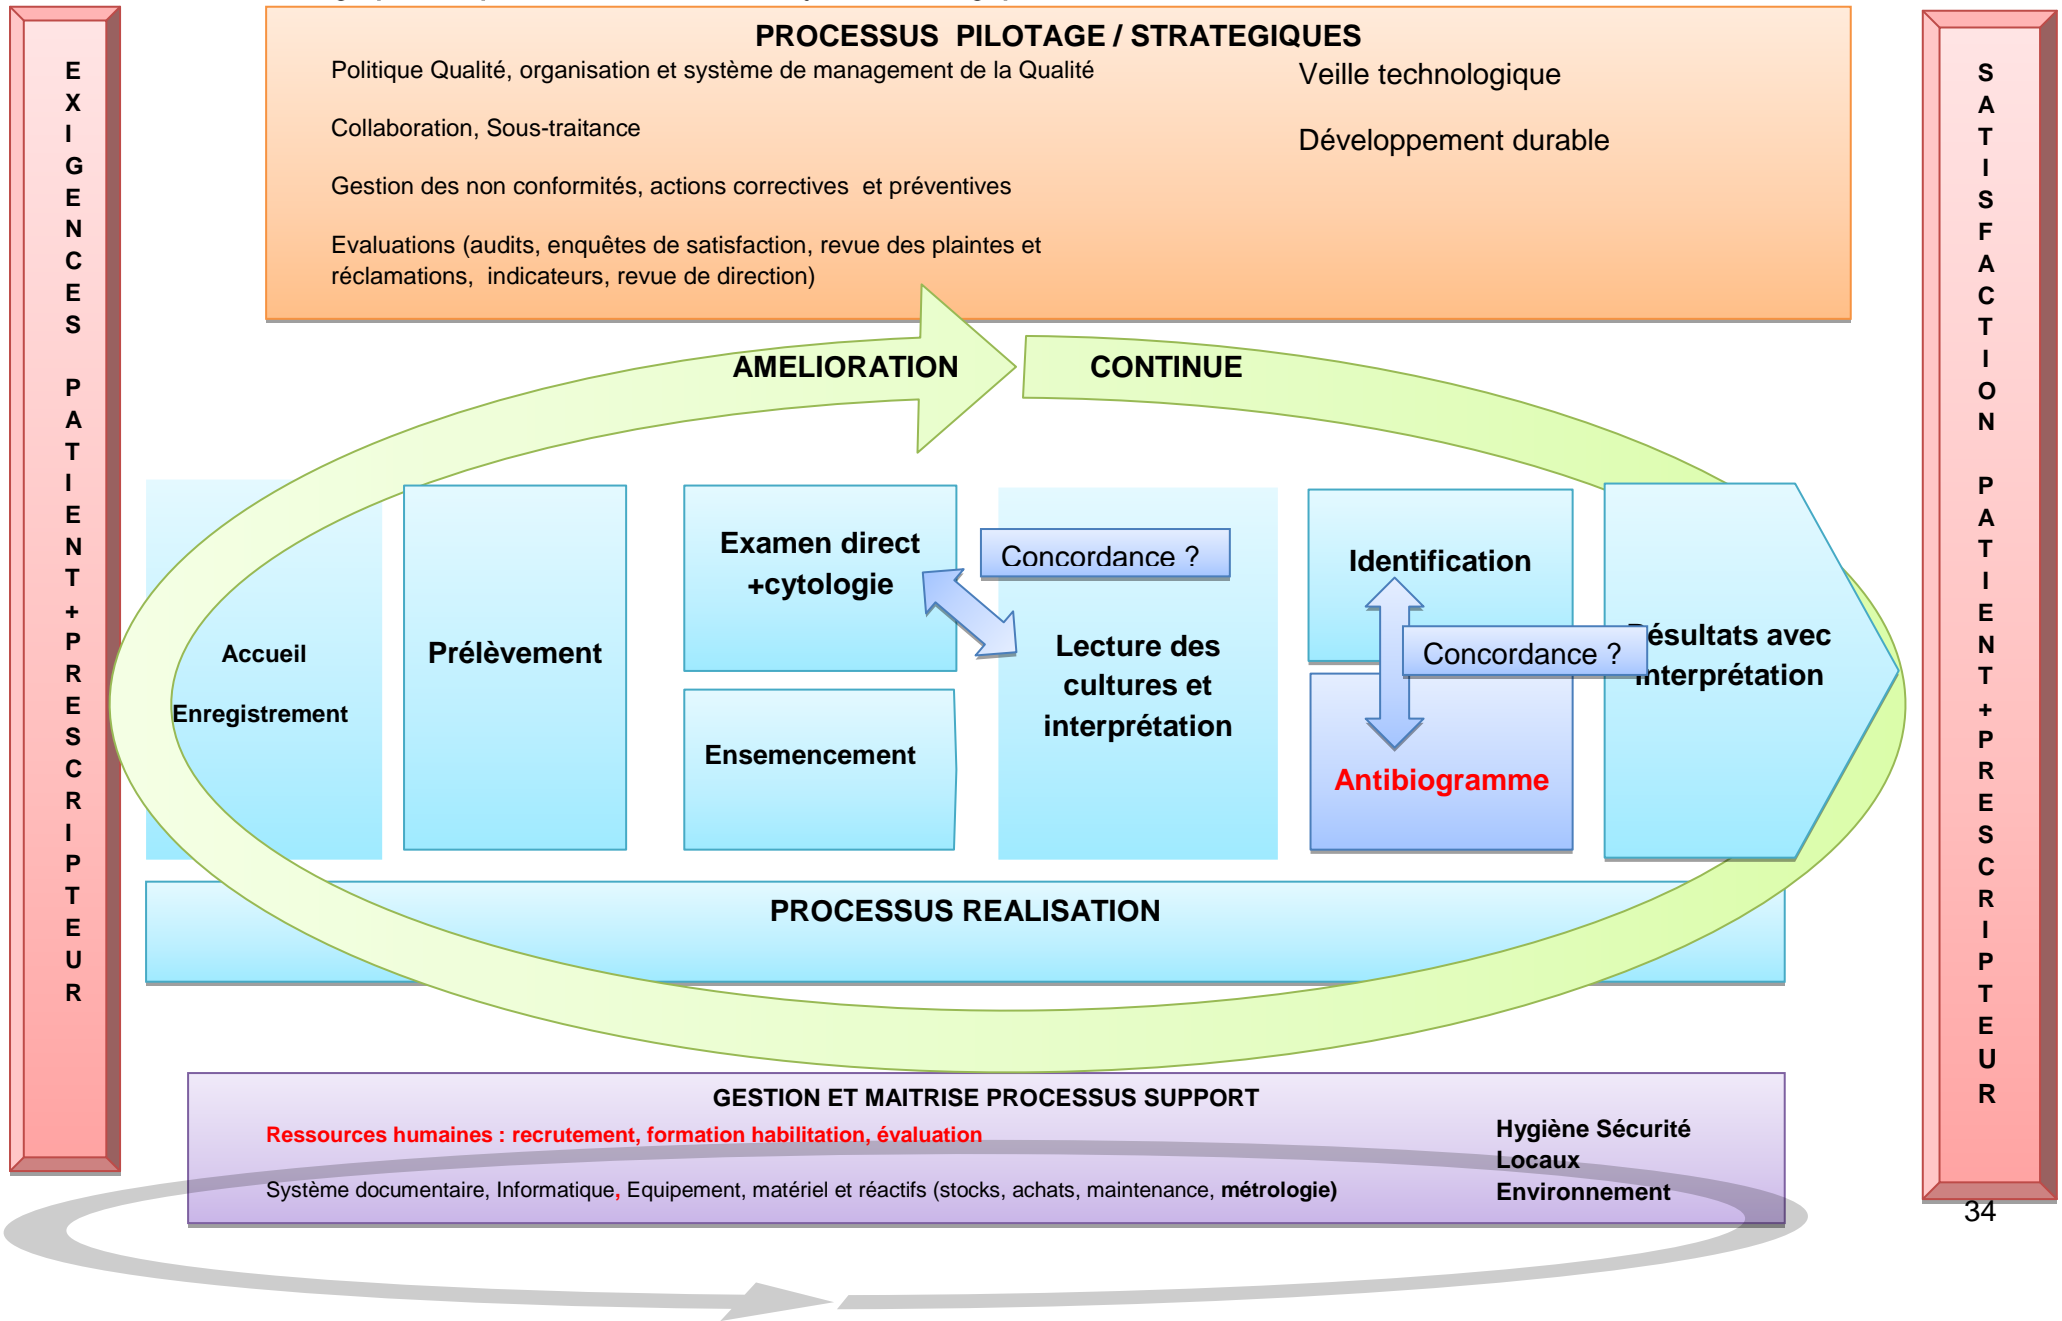 PROCESSUS  PILOTAGE / STRATEGIQUES
Politique Qualité, organisation et système de management de la Qualité
Collaboration, Sous-traitance
Gestion des non conformités, actions correctives  et préventives
Evaluations (audits, enquêtes de satisfaction, revue des plaintes et
réclamations,  indicateurs, revue de direction)
Veille technologique
Développement durable
EXIGENCES PATIENT+PRESCRIPTEUR
AMELIORATION
CONTINUE
Accueil
Enregistrement
Prélèvement
Examen direct
+cytologie
Ensemencement
Concordance ?
Lecture des
cultures et
interprétation
Identification
Concordance ?
Antibiogramme
Résultats avec
interprétation
PROCESSUS REALISATION
GESTION ET MAITRISE PROCESSUS SUPPORT
Ressources humaines : recrutement, formation habilitation, évaluation
Système documentaire, Informatique, Equipement, matériel et réactifs (stocks, achats, maintenance, métrologie)
Hygiène Sécurité
Locaux
Environnement
SATISFACTION PATIENT+PRESCRIPTEUR
34